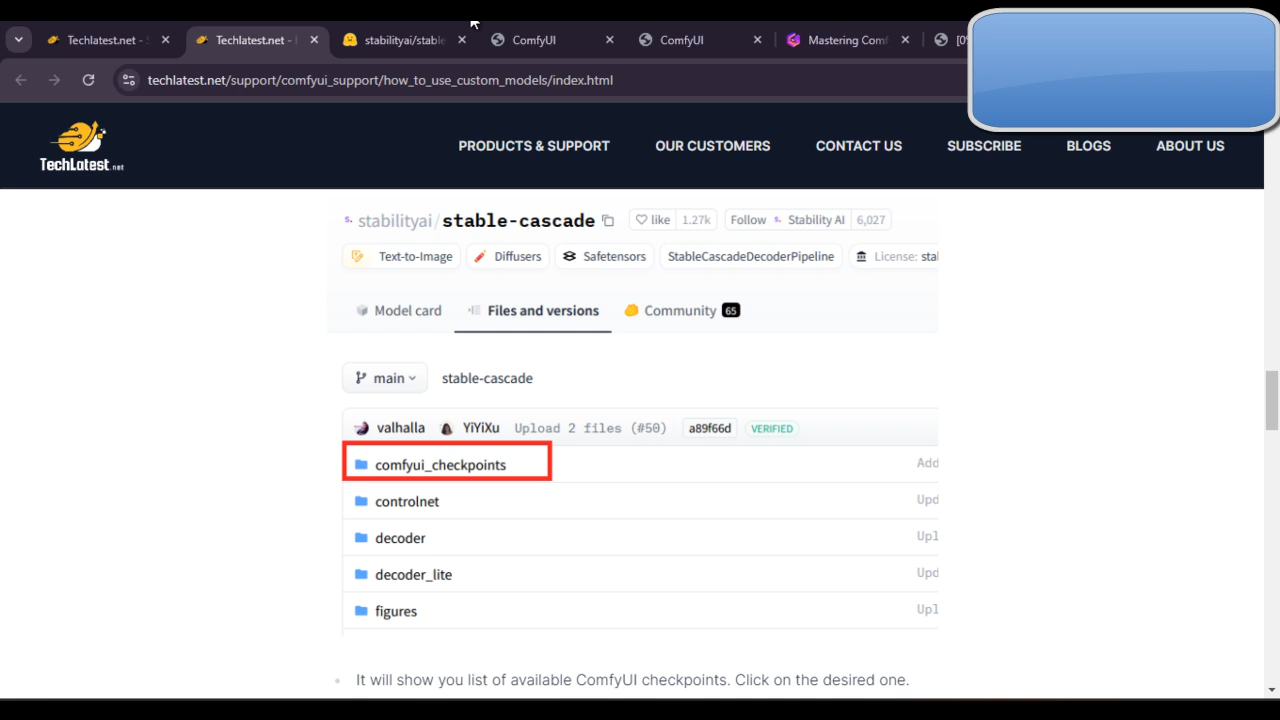 Techlatest.net -
Techlatest.net -
stabilityai/stable
ComfyUI
ComfyUI
Mastering Comf
techlatest.net/support/comfyui_support/how_to_use_custom_models/index.html
TechLatest.net
PRODUCTS & SUPPORT
OUR CUSTOMERS
CONTACT US
SUBSCRIBE
BLOGS
ABOUT US
stabilityai/stable-cascade
like 1.27k
Follow Stability AI 6,027
Text-to-Image
Diffusers
Safetensors
StableCascadeDecoderPipeline
License:
Model card
Files and versions
Community 65
main
stable-cascade
valhalla YiYiXu Upload 2 files (#50) a89f66d VERIFIED
comfyui_checkpoints Add
controlnet Upd
decoder Upl
decoder_lite Upd
figures Upl
It will show you list of available ComfyUI checkpoints. Click on the desired one.